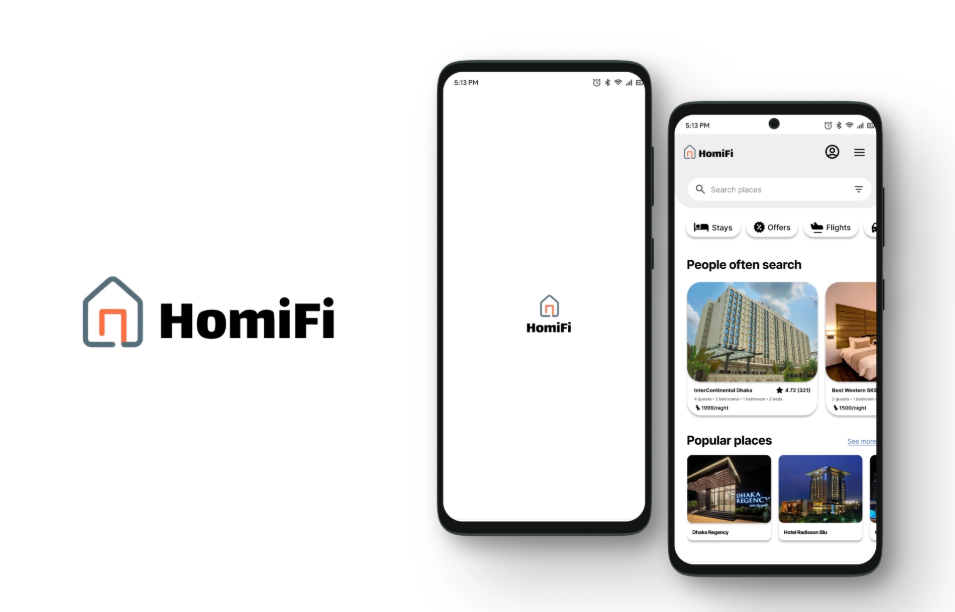 HomiFi
5:13 PM
HomiFi
5:13 PM
HomiFi
Search places
Stays
Offers
Flights
People often search
InterContinental Dhaka
4.72 (321)
4 guests • 2 bedrooms • 1 bathroom • 2 beds
৳ 1999/night
Best Western SKS
2 guests • 1 bedroom •
৳ 1500/night
Popular places
See more
DHAKA
REGENCY
Dhaka Regency
Hotel Radisson Blu